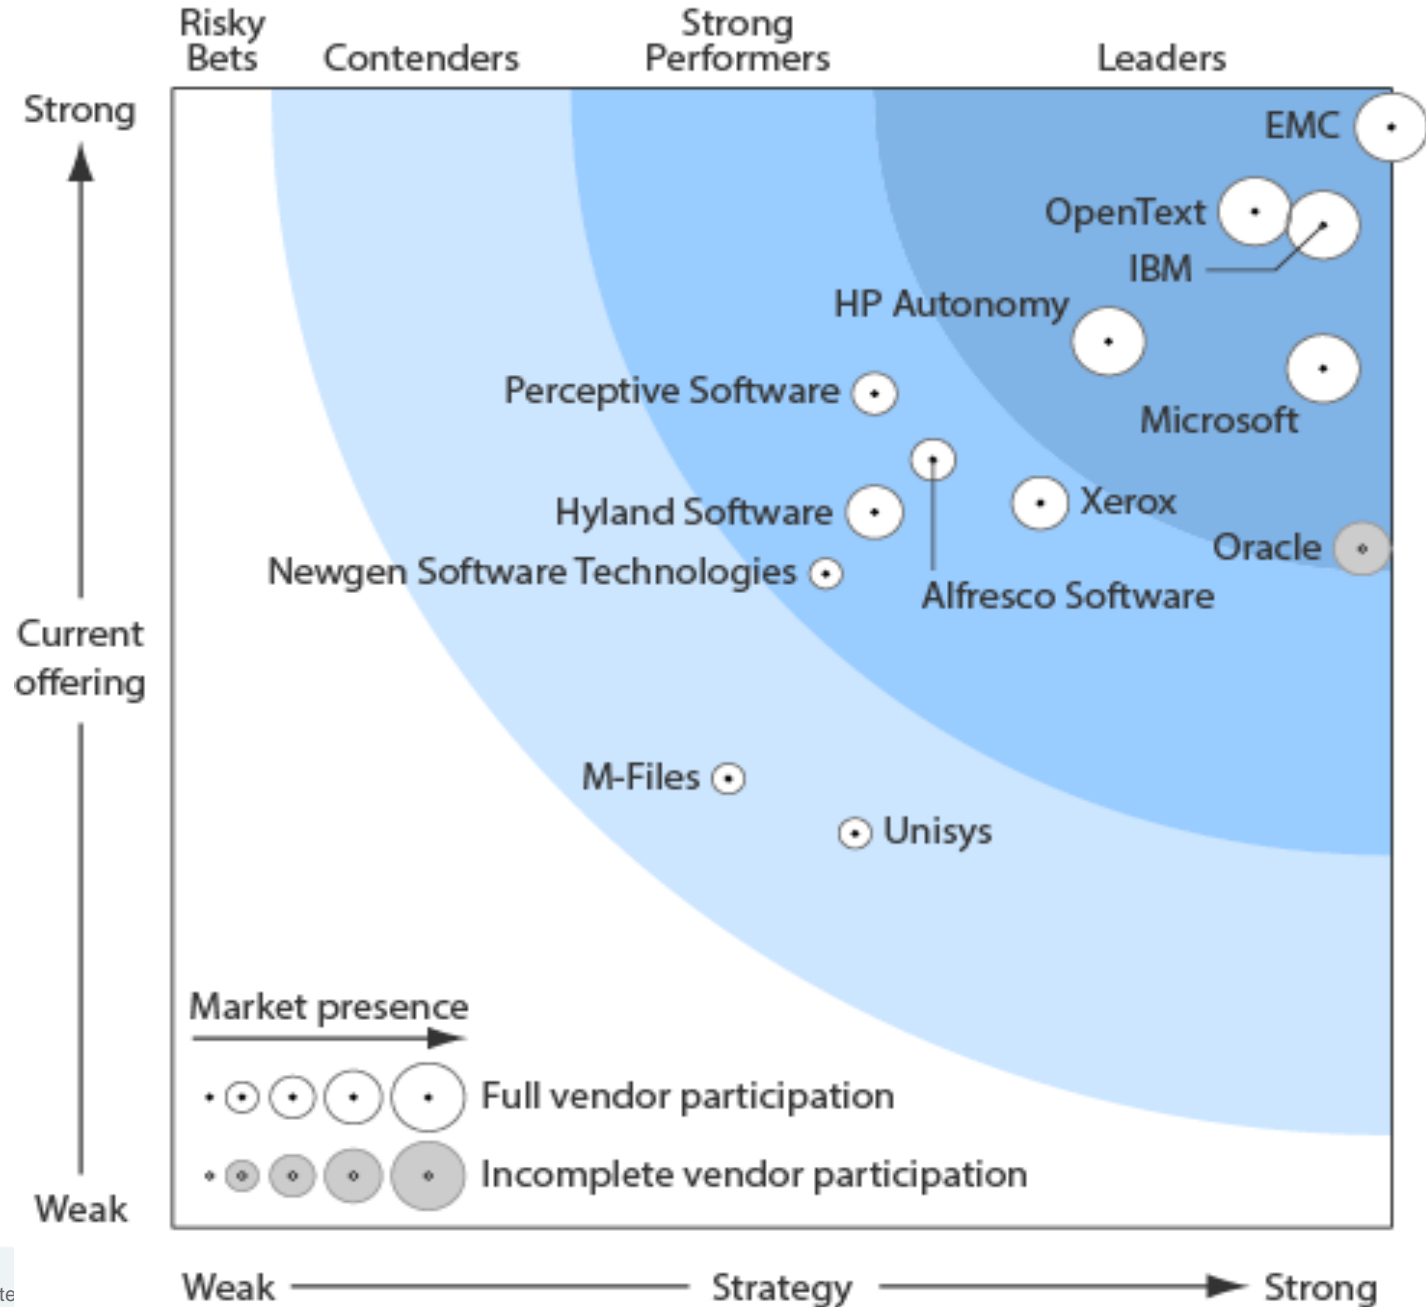 Risky
Bets
Contenders
Strong
Performers
Leaders
Strong
EMC
OpenText
IBM
HP Autonomy
Perceptive Software
Microsoft
Hyland Software
Xerox
Oracle
Newgen Software Technologies
Alfresco Software
Current
offering
M-Files
Unisys
Market presence
Full vendor participation
Incomplete vendor participation
Weak
Weak
Strategy
Strong